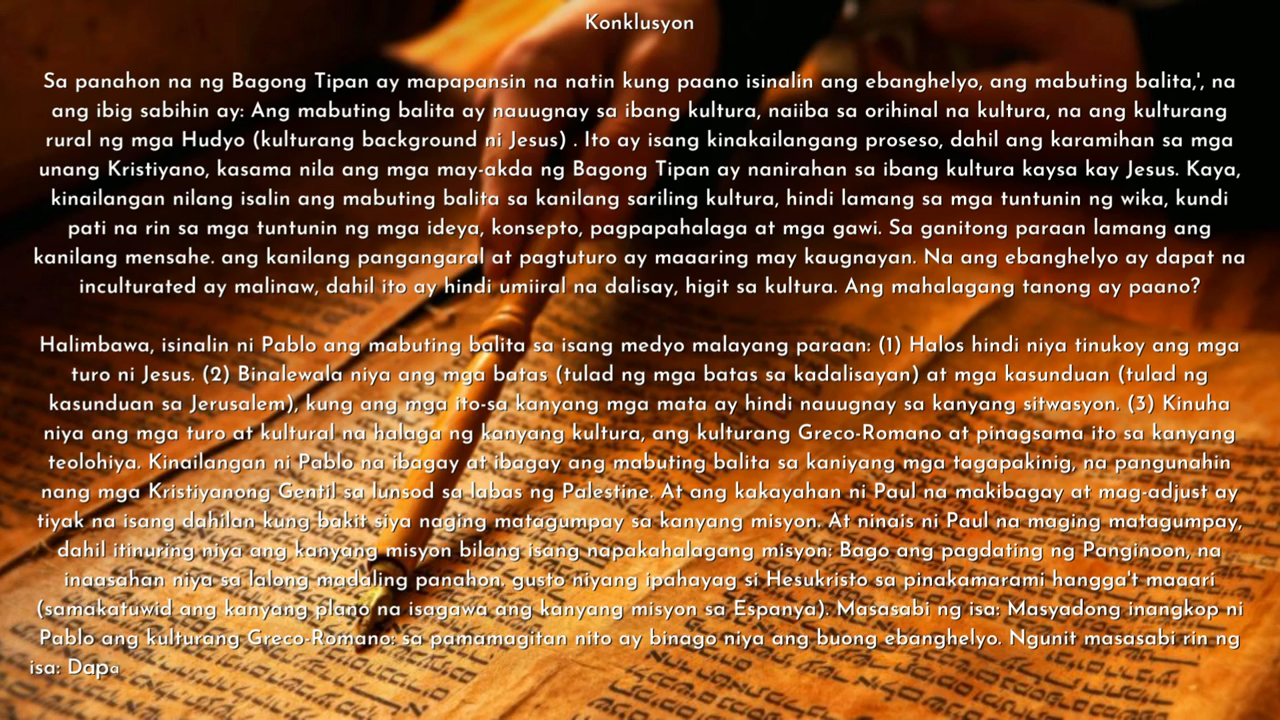 Konklusyon
Sa panahon na ng Bagong Tipan ay mapapansin na natin kung paano isinalin ang ebanghelyo, ang mabuting balita,', na
ang ibig sabihin ay: Ang mabuting balita ay nauugnay sa ibang kultura, naiiba sa orihinal na kultura, na ang kulturang
rural ng mga Hudyo (kulturang background ni Jesus) . Ito ay isang kinakailangang proseso, dahil ang karamihan sa mga
unang Kristiyano, kasama nila ang mga may-akda ng Bagong Tipan ay nanirahan sa ibang kultura kaysa kay Jesus. Kaya,
kinailangan nilang isalin ang mabuting balita sa kanilang sariling kultura, hindi lamang sa mga tuntunin ng wika, kundi
pati na rin sa mga tuntunin ng mga ideya, konsepto, pagpapahalaga at mga gawi. Sa ganitong paraan lamang ang
kanilang mensahe. ang kanilang pangangaral at pagtuturo ay maaaring may kaugnayan. Na ang ebanghelyo ay dapat na
inculturated ay malinaw, dahil ito ay hindi umiiral na dalisay, higit sa kultura. Ang mahalagang tanong ay paano?
Halimbawa, isinalin ni Pablo ang mabuting balita sa isang medyo malayang paraan: (1) Halos hindi niya tinukoy ang mga
turo ni Jesus. (2) Binalewala niya ang mga batas (tulad ng mga batas sa kadalisayan) at mga kasunduan (tulad ng
kasunduan sa Jerusalem), kung ang mga ito-sa kanyang mga mata ay hindi nauugnay sa kanyang sitwasyon. (3) Kinuha
niya ang mga turo at kultural na halaga ng kanyang kultura, ang kulturang Greco-Romano at pinagsama ito sa kanyang
teolohiya. Kinailangan ni Pablo na ibagay at ibagay ang mabuting balita sa kaniyang mga tagapakinig, na pangunahin
nang mga Kristiyanong Gentil sa lunsod sa labas ng Palestine. At ang kakayahan ni Paul na makibagay at mag-adjust ay
tiyak na isang dahilan kung bakit siya naging matagumpay sa kanyang misyon. At ninais ni Paul na maging matagumpay,
dahil itinuring niya ang kanyang misyon bilang isang napakahalagang misyon: Bago ang pagdating ng Panginoon, na
inaasahan niya sa lalong madaling panahon. gusto niyang ipahayag si Hesukristo sa pinakamarami hangga't maaari
(samakatuwid ang kanyang plano na isagawa ang kanyang misyon sa Espanya). Masasabi ng isa: Masyadong inangkop ni
Pablo ang kulturang Greco-Romano: sa pamamagitan nito ay binago niya ang buong ebanghelyo. Ngunit masasabi rin ng
isa: Dapa